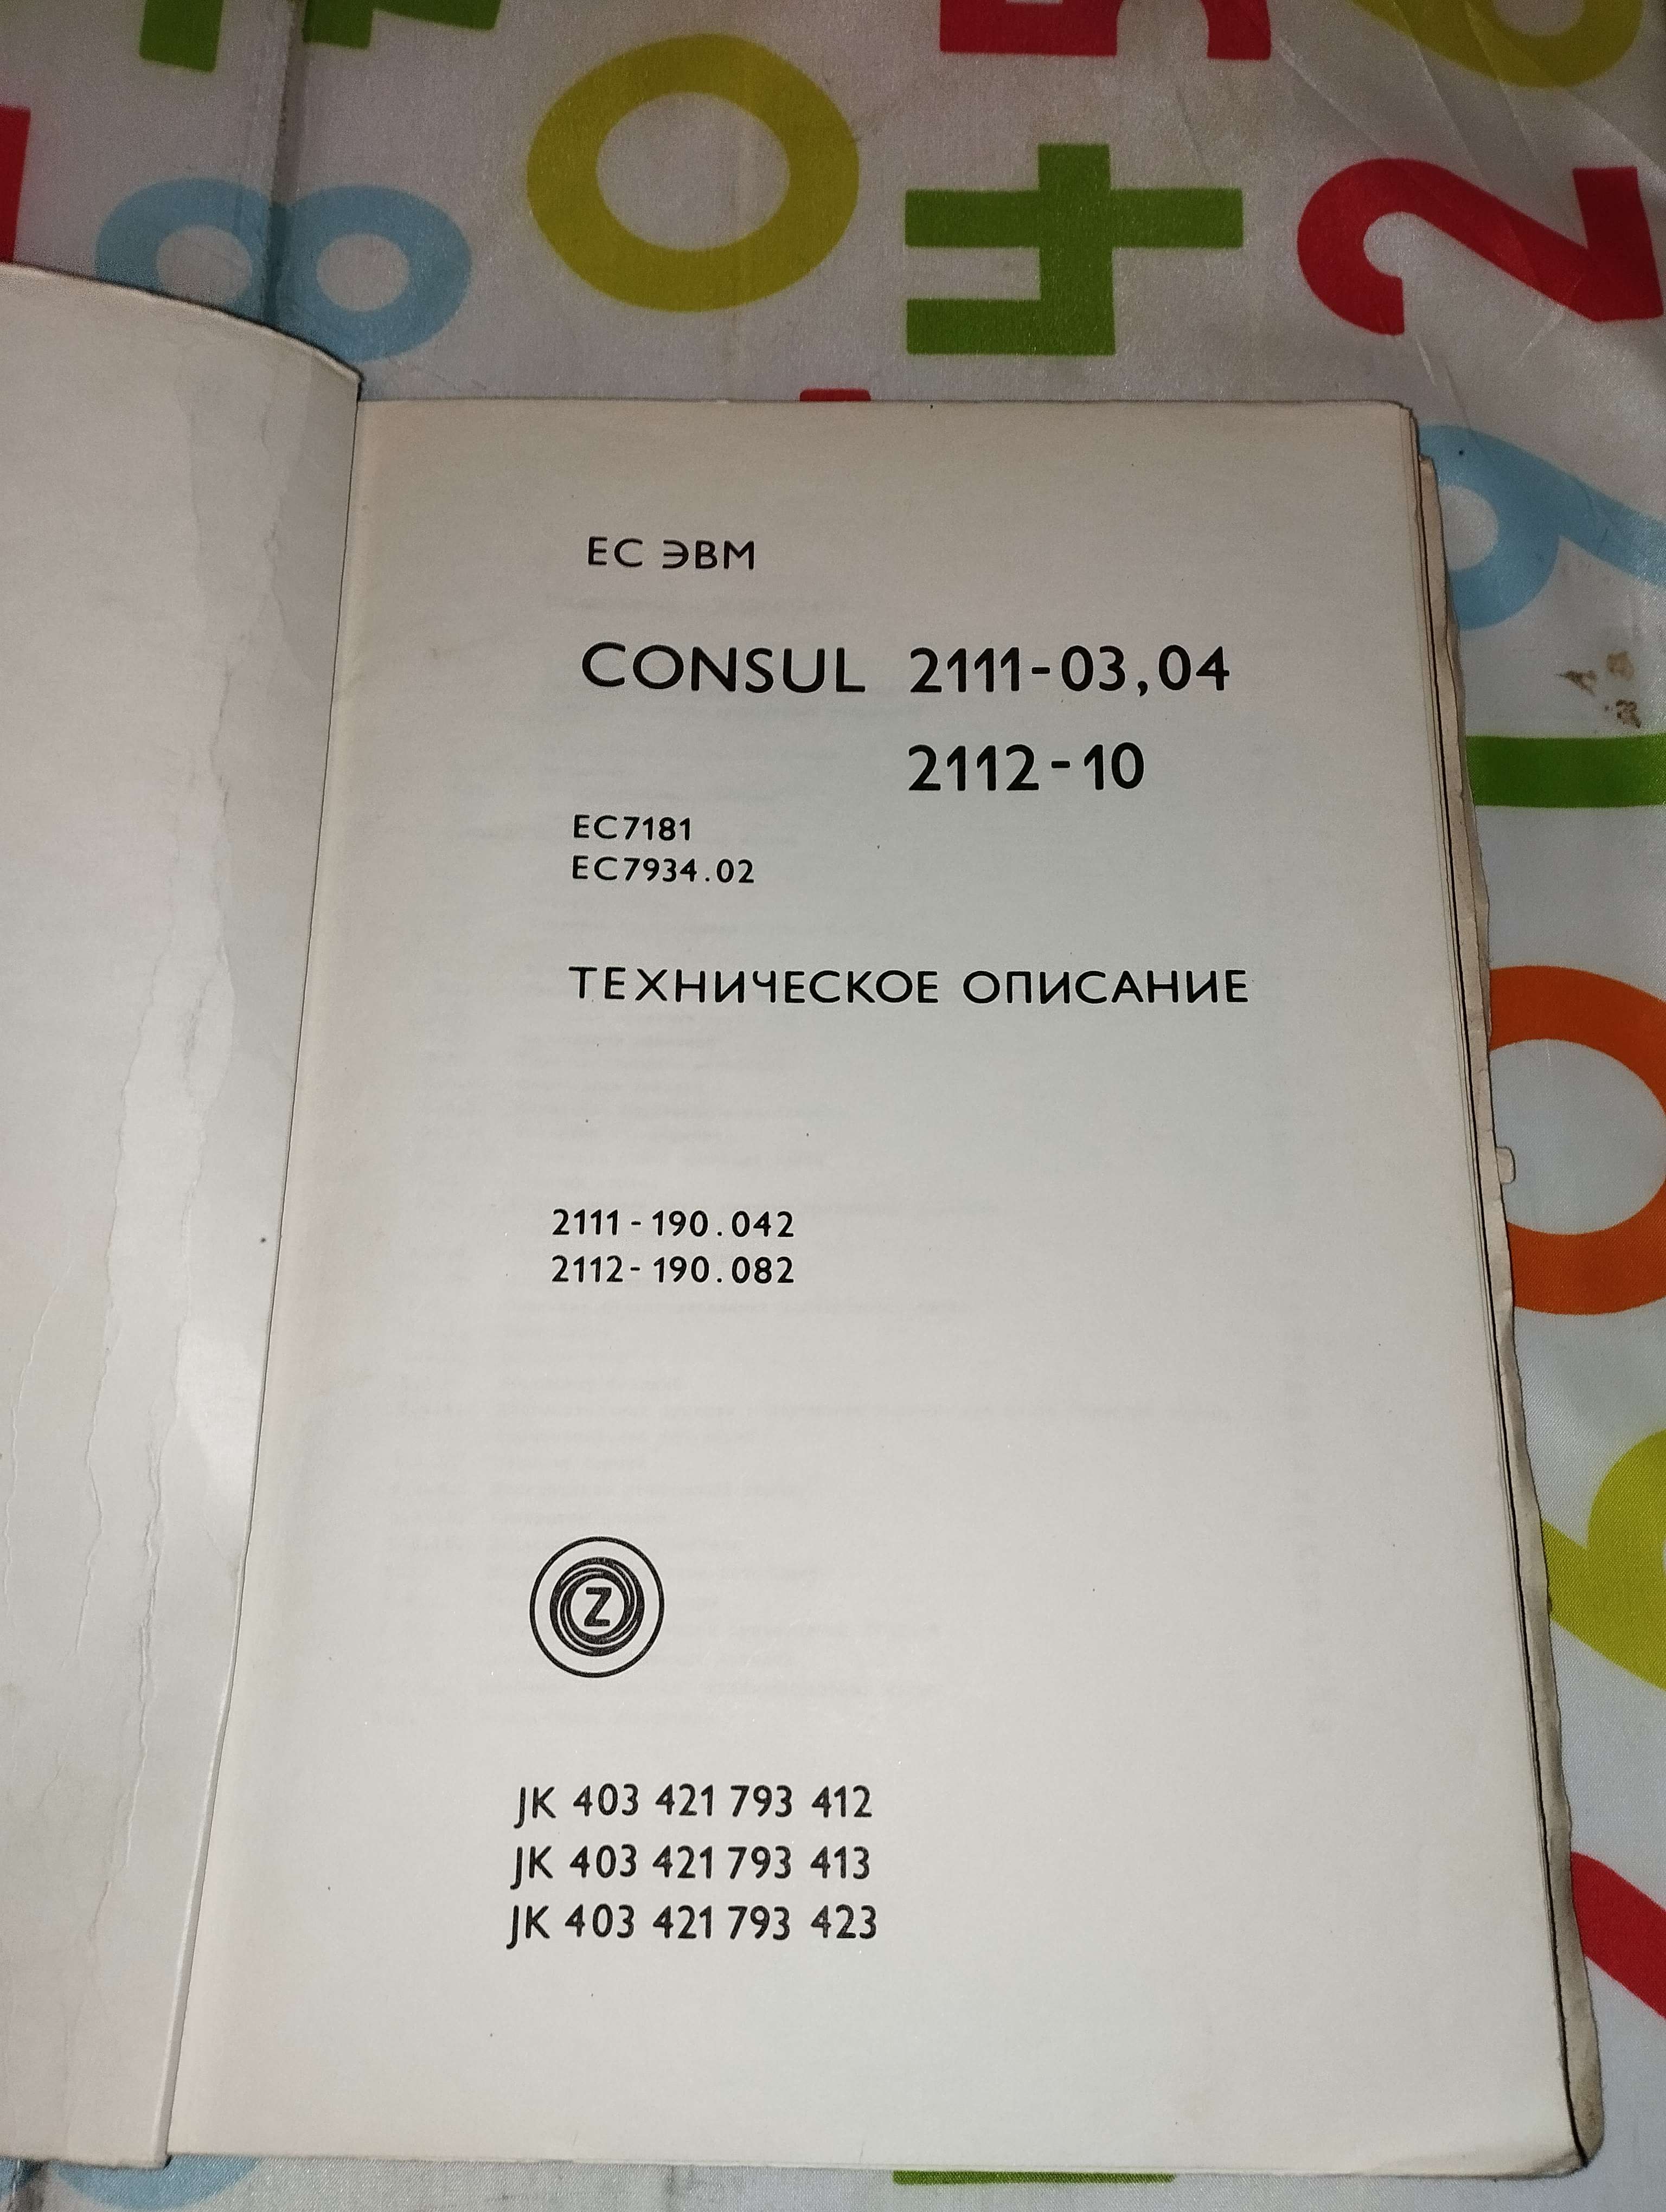 ЕС ЭВМ
CONSUL 2111-03,04
2112-10
ЕС7181
ЕС7934.02
ТЕХНИЧЕСКОЕ ОПИСАНИЕ
2111-190.042
2112-190.082
Z
JK 403 421 793 412
JK 403 421 793 413
JK 403 421 793 423